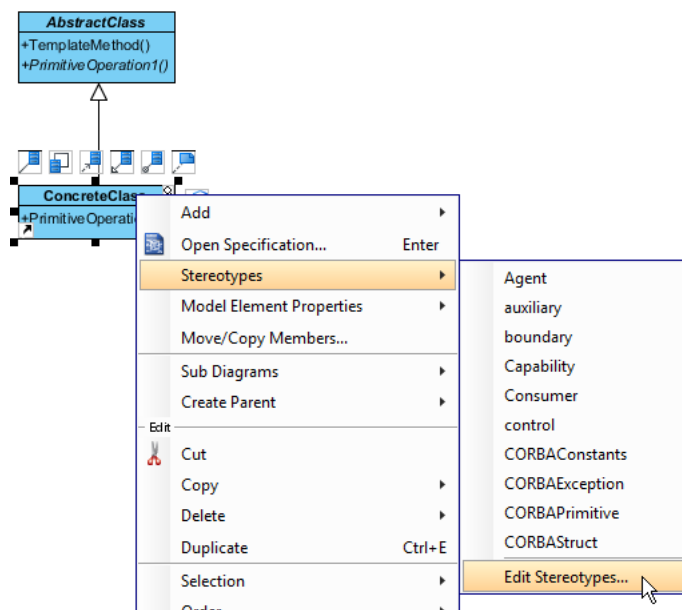 AbstractClass
+TemplateMethod()
+PrimitiveOperation1()
ConcreteClass
+PrimitiveOperati
Add
Open Specification... Enter
Stereotypes
Model Element Properties
Move/Copy Members...
Sub Diagrams
Create Parent
Edit
Cut
Copy
Delete
Duplicate Ctrl+E
Selection
Order
Agent
auxiliary
boundary
Capability
Consumer
control
CORBAConstants
CORBAException
CORBAPrimitive
CORBAStruct
Edit Stereotypes...